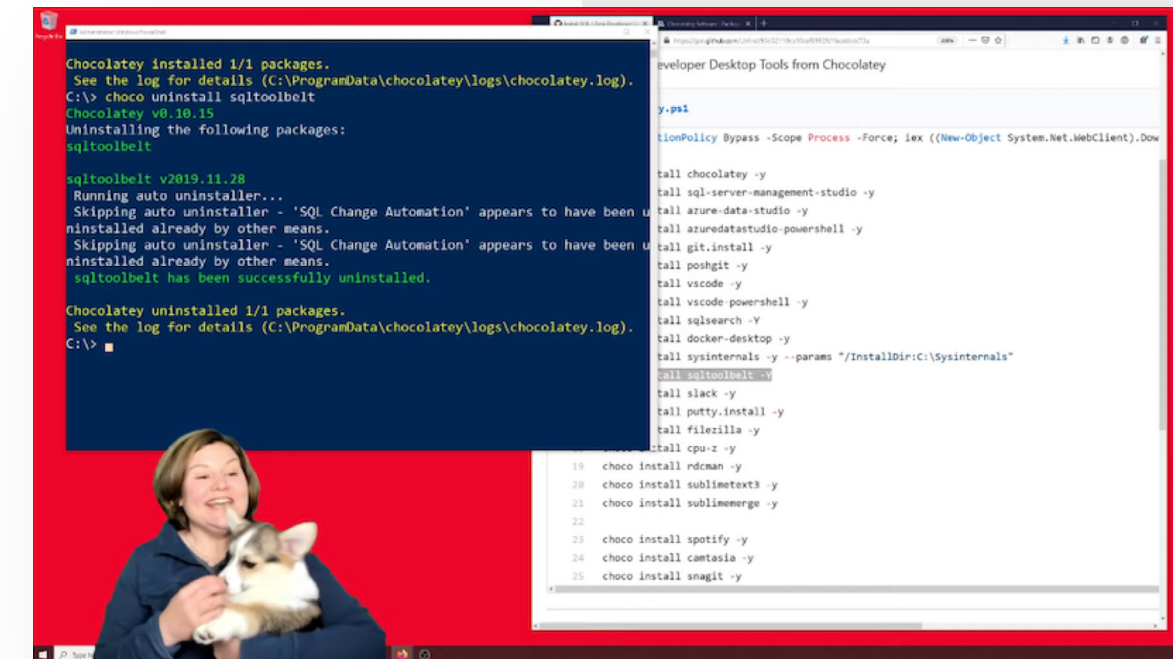 Recycle Bin
Administrator: Windows PowerShell
Chocolatey installed 1/1 packages.
 See the log for details (C:\ProgramData\chocolatey\logs\chocolatey.log).
C:\> choco uninstall sqltoolbelt
Chocolatey v0.10.15
Uninstalling the following packages:
sqltoolbelt
sqltoolbelt v2019.11.28
 Running auto uninstaller...
 Skipping auto uninstaller - 'SQL Change Automation' appears to have been u
ninstalled already by other means.
 Skipping auto uninstaller - 'SQL Change Automation' appears to have been u
ninstalled already by other means.
 sqltoolbelt has been successfully uninstalled.
Chocolatey uninstalled 1/1 packages.
 See the log for details (C:\ProgramData\chocolatey\logs\chocolatey.log).
C:\>
eveloper Desktop Tools from Chocolatey
y.ps1
tionPolicy Bypass -Scope Process -Force; iex ((New-Object System.Net.WebClient).Dow
tall chocolatey -y
tall sql-server-management-studio -y
tall azure-data-studio -y
tall azuredatastudio-powershell -y
tall git.install -y
tall poshgit -y
tall vscode -y
tall vscode-powershell -y
tall sqlsearch -Y
tall docker-desktop -y
tall sysinternals -y --params "/InstallDir:C:\Sysinternals"
tall sqltoolbelt -Y
tall slack -y
tall putty.install -y
tall filezilla -y
tall cpu-z -y
19 choco install rdcman -y
20 choco install sublimetext3 -y
21 choco install sublimemerge -y
22
23 choco install spotify -y
24 choco install camtasia -y
25 choco install snagit -y